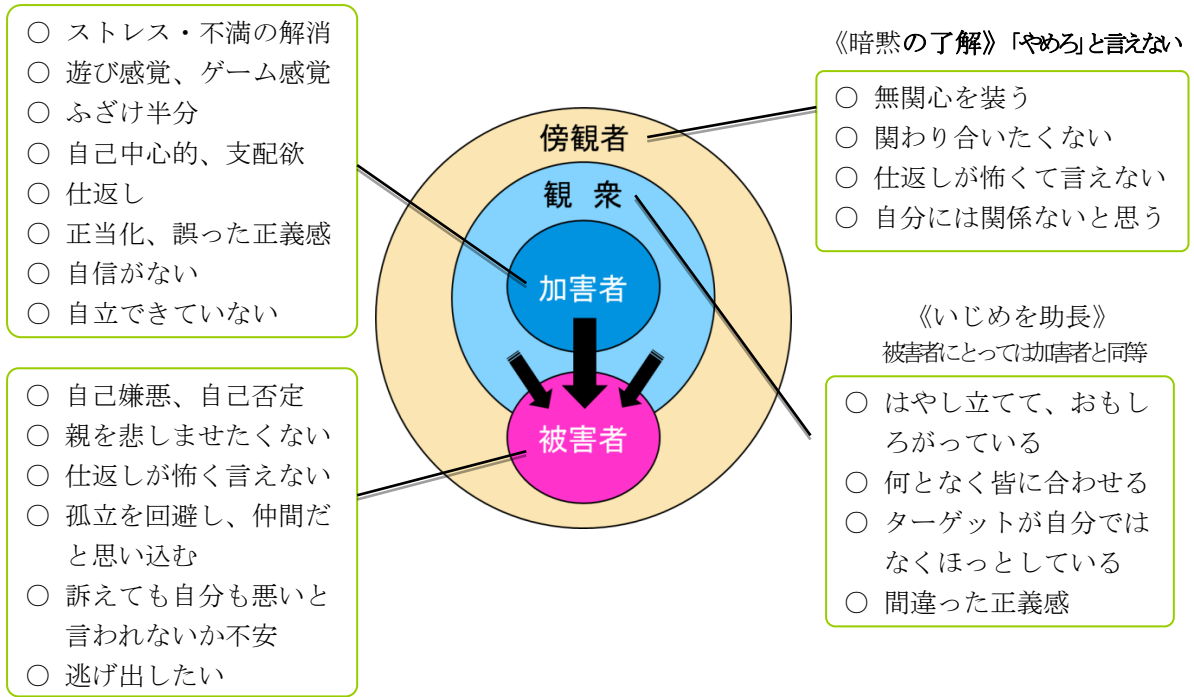 ○ ストレス・不満の解消
○ 遊び感覚、ゲーム感覚
○ ふざけ半分
○ 自己中心的、支配欲
○ 仕返し
○ 正当化、誤った正義感
○ 自信がない
○ 自立できていない
○ 自己嫌悪、自己否定
○ 親を悲しませたくない
○ 仕返しが怖く言えない
○ 孤立を回避し、仲間だ
と思い込む
○ 訴えても自分も悪いと
言われないか不安
○ 逃げ出したい
傍観者
観 衆
加害者
被害者
《暗黙の了解》「やめろ」と言えない
○ 無関心を装う
○ 関わり合いたくない
○ 仕返しが怖くて言えない
○ 自分には関係ないと思う
《いじめを助長》
被害者にとっては加害者と同等
○ はやし立てて、おもし
ろがっている
○ 何となく皆に合わせる
○ ターゲットが自分では
なくほっとしている
○ 間違った正義感